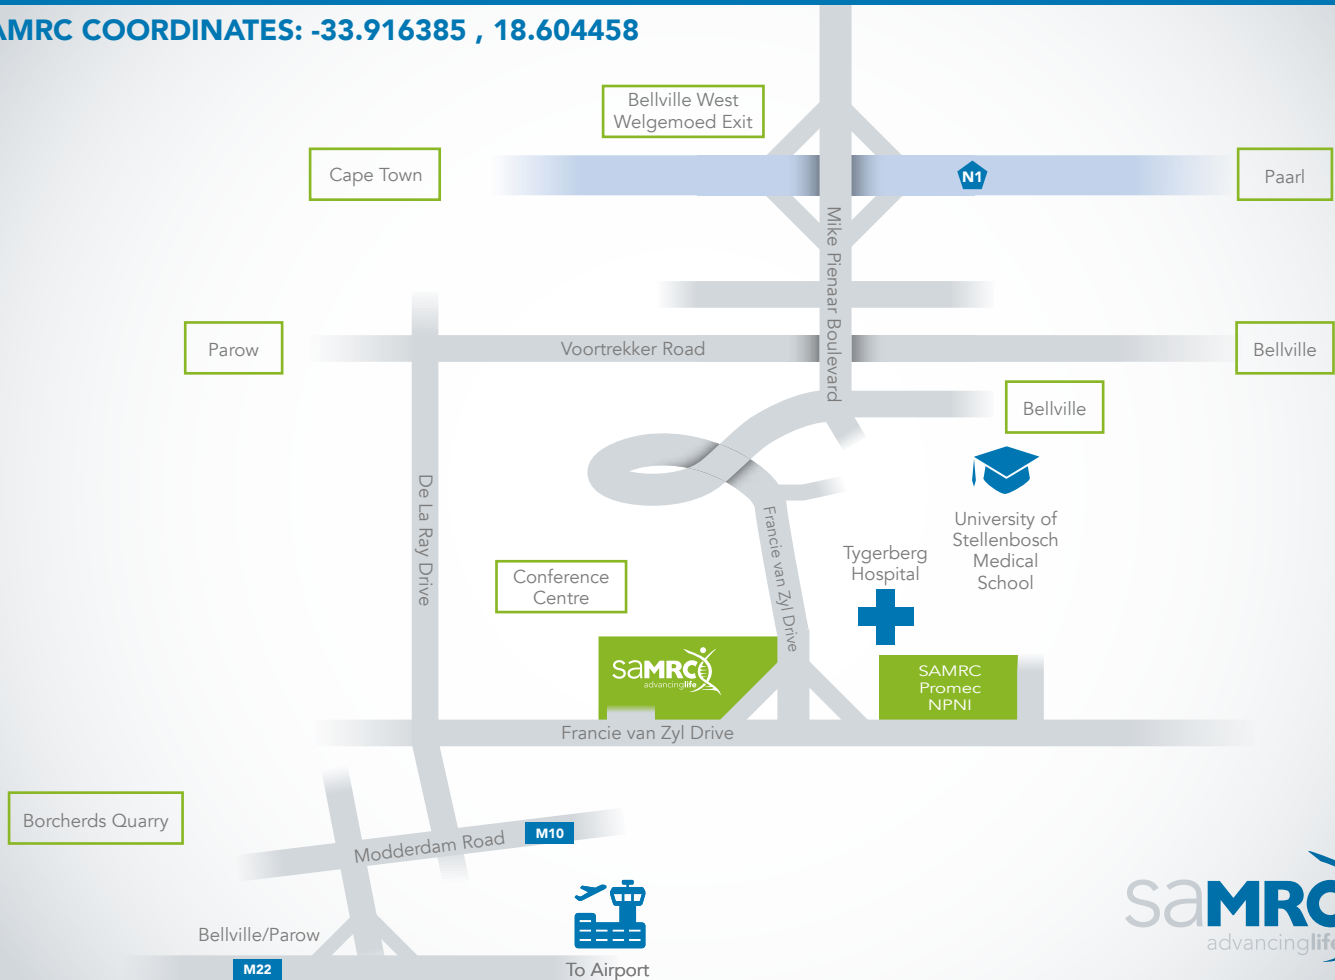 AMRC COORDINATES: -33.916385 , 18.604458
Bellville West
Welgemoed Exit
Cape Town
N1
Paarl
Mike Pienaar Boulevard
Parow
Voortrekker Road
Bellville
Bellville
De La Ray Drive
Francie van Zyl Drive
University of
Stellenbosch
Medical
School
Tygerberg
Hospital
Conference
Centre
saMRC
advancinglife
SAMRC
Promec
NPNI
Francie van Zyl Drive
Borcherds Quarry
Modderdam Road
M10
Bellville/Parow
M22
To Airport
saMRC
advancinglife